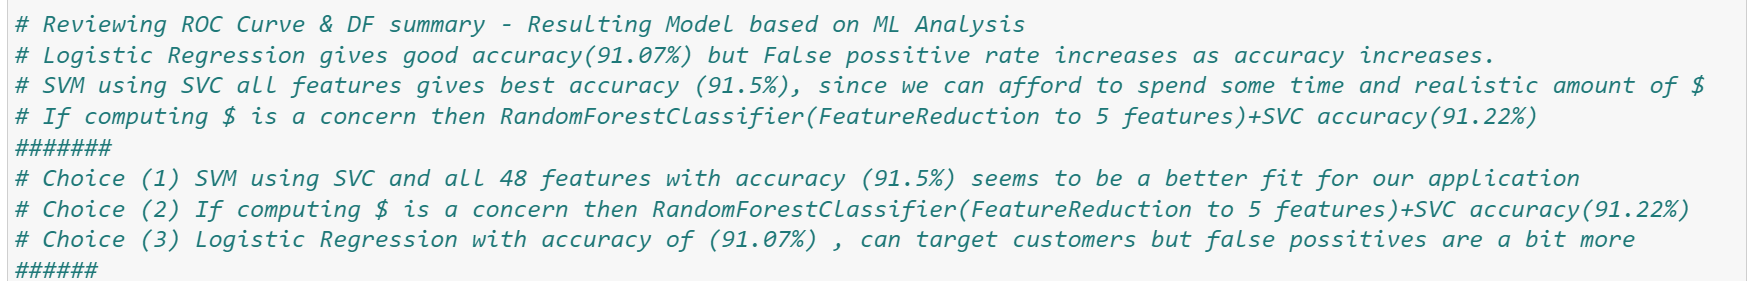 # Reviewing ROC Curve & DF summary - Resulting Model based on ML Analysis
# Logistic Regression gives good accuracy(91.07%) but False possitive rate increases as accuracy increases.
# SVM using SVC all features gives best accuracy (91.5%), since we can afford to spend some time and realistic amount of $
# If computing $ is a concern then RandomForestClassifier(FeatureReduction to 5 features)+SVC accuracy(91.22%)
#######
# Choice (1) SVM using SVC and all 48 features with accuracy (91.5%) seems to be a better fit for our application
# Choice (2) If computing $ is a concern then RandomForestClassifier(FeatureReduction to 5 features)+SVC accuracy(91.22%)
# Choice (3) Logistic Regression with accuracy of (91.07%) , can target customers but false possitives are a bit more
######